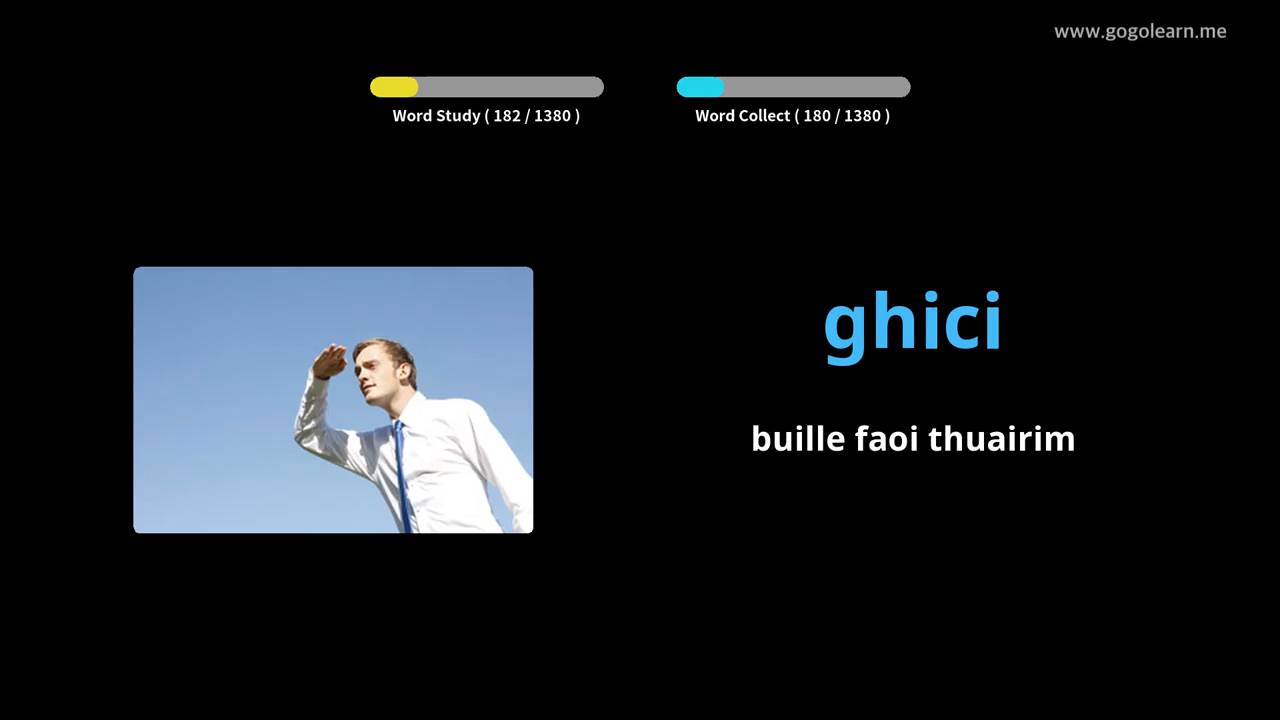 www.gogolearn.me
Word Study ( 182 / 1380 )
Word Collect ( 180 / 1380 )
ghici
buille faoi thuairim